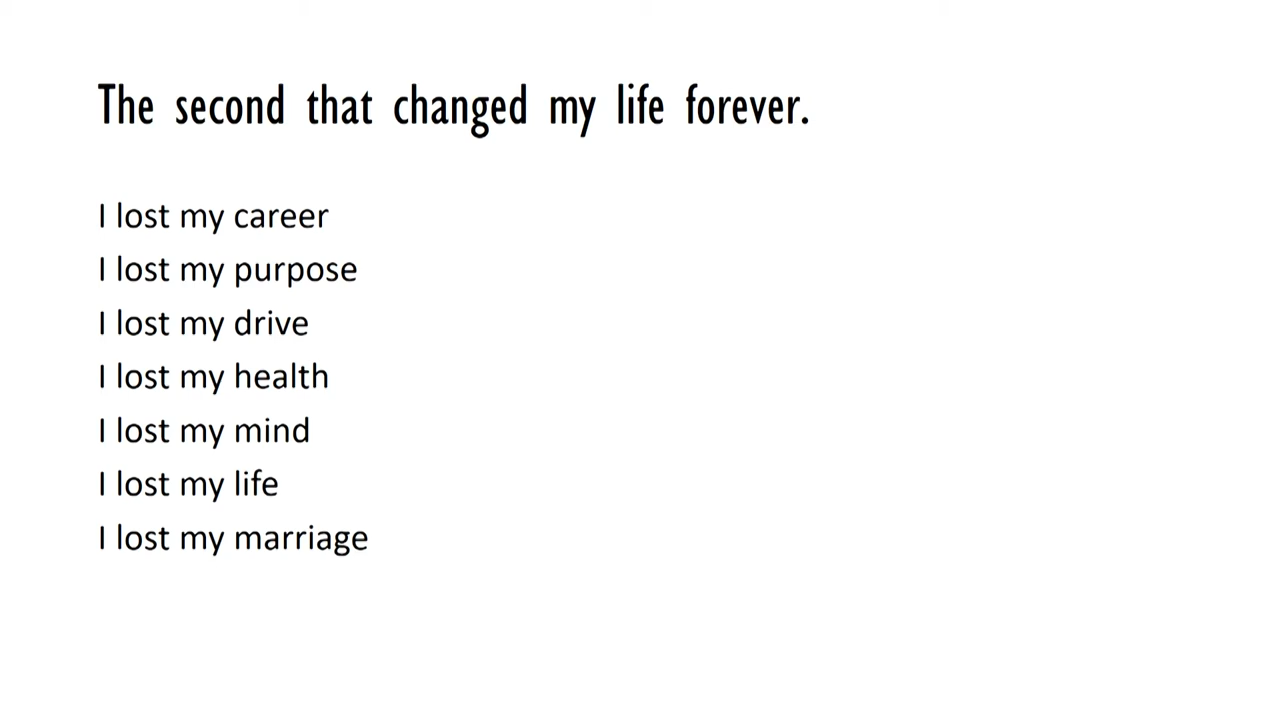 The second that changed my life forever.
I lost my career
I lost my purpose
I lost my drive
I lost my health
I lost my mind
I lost my life
I lost my marriage